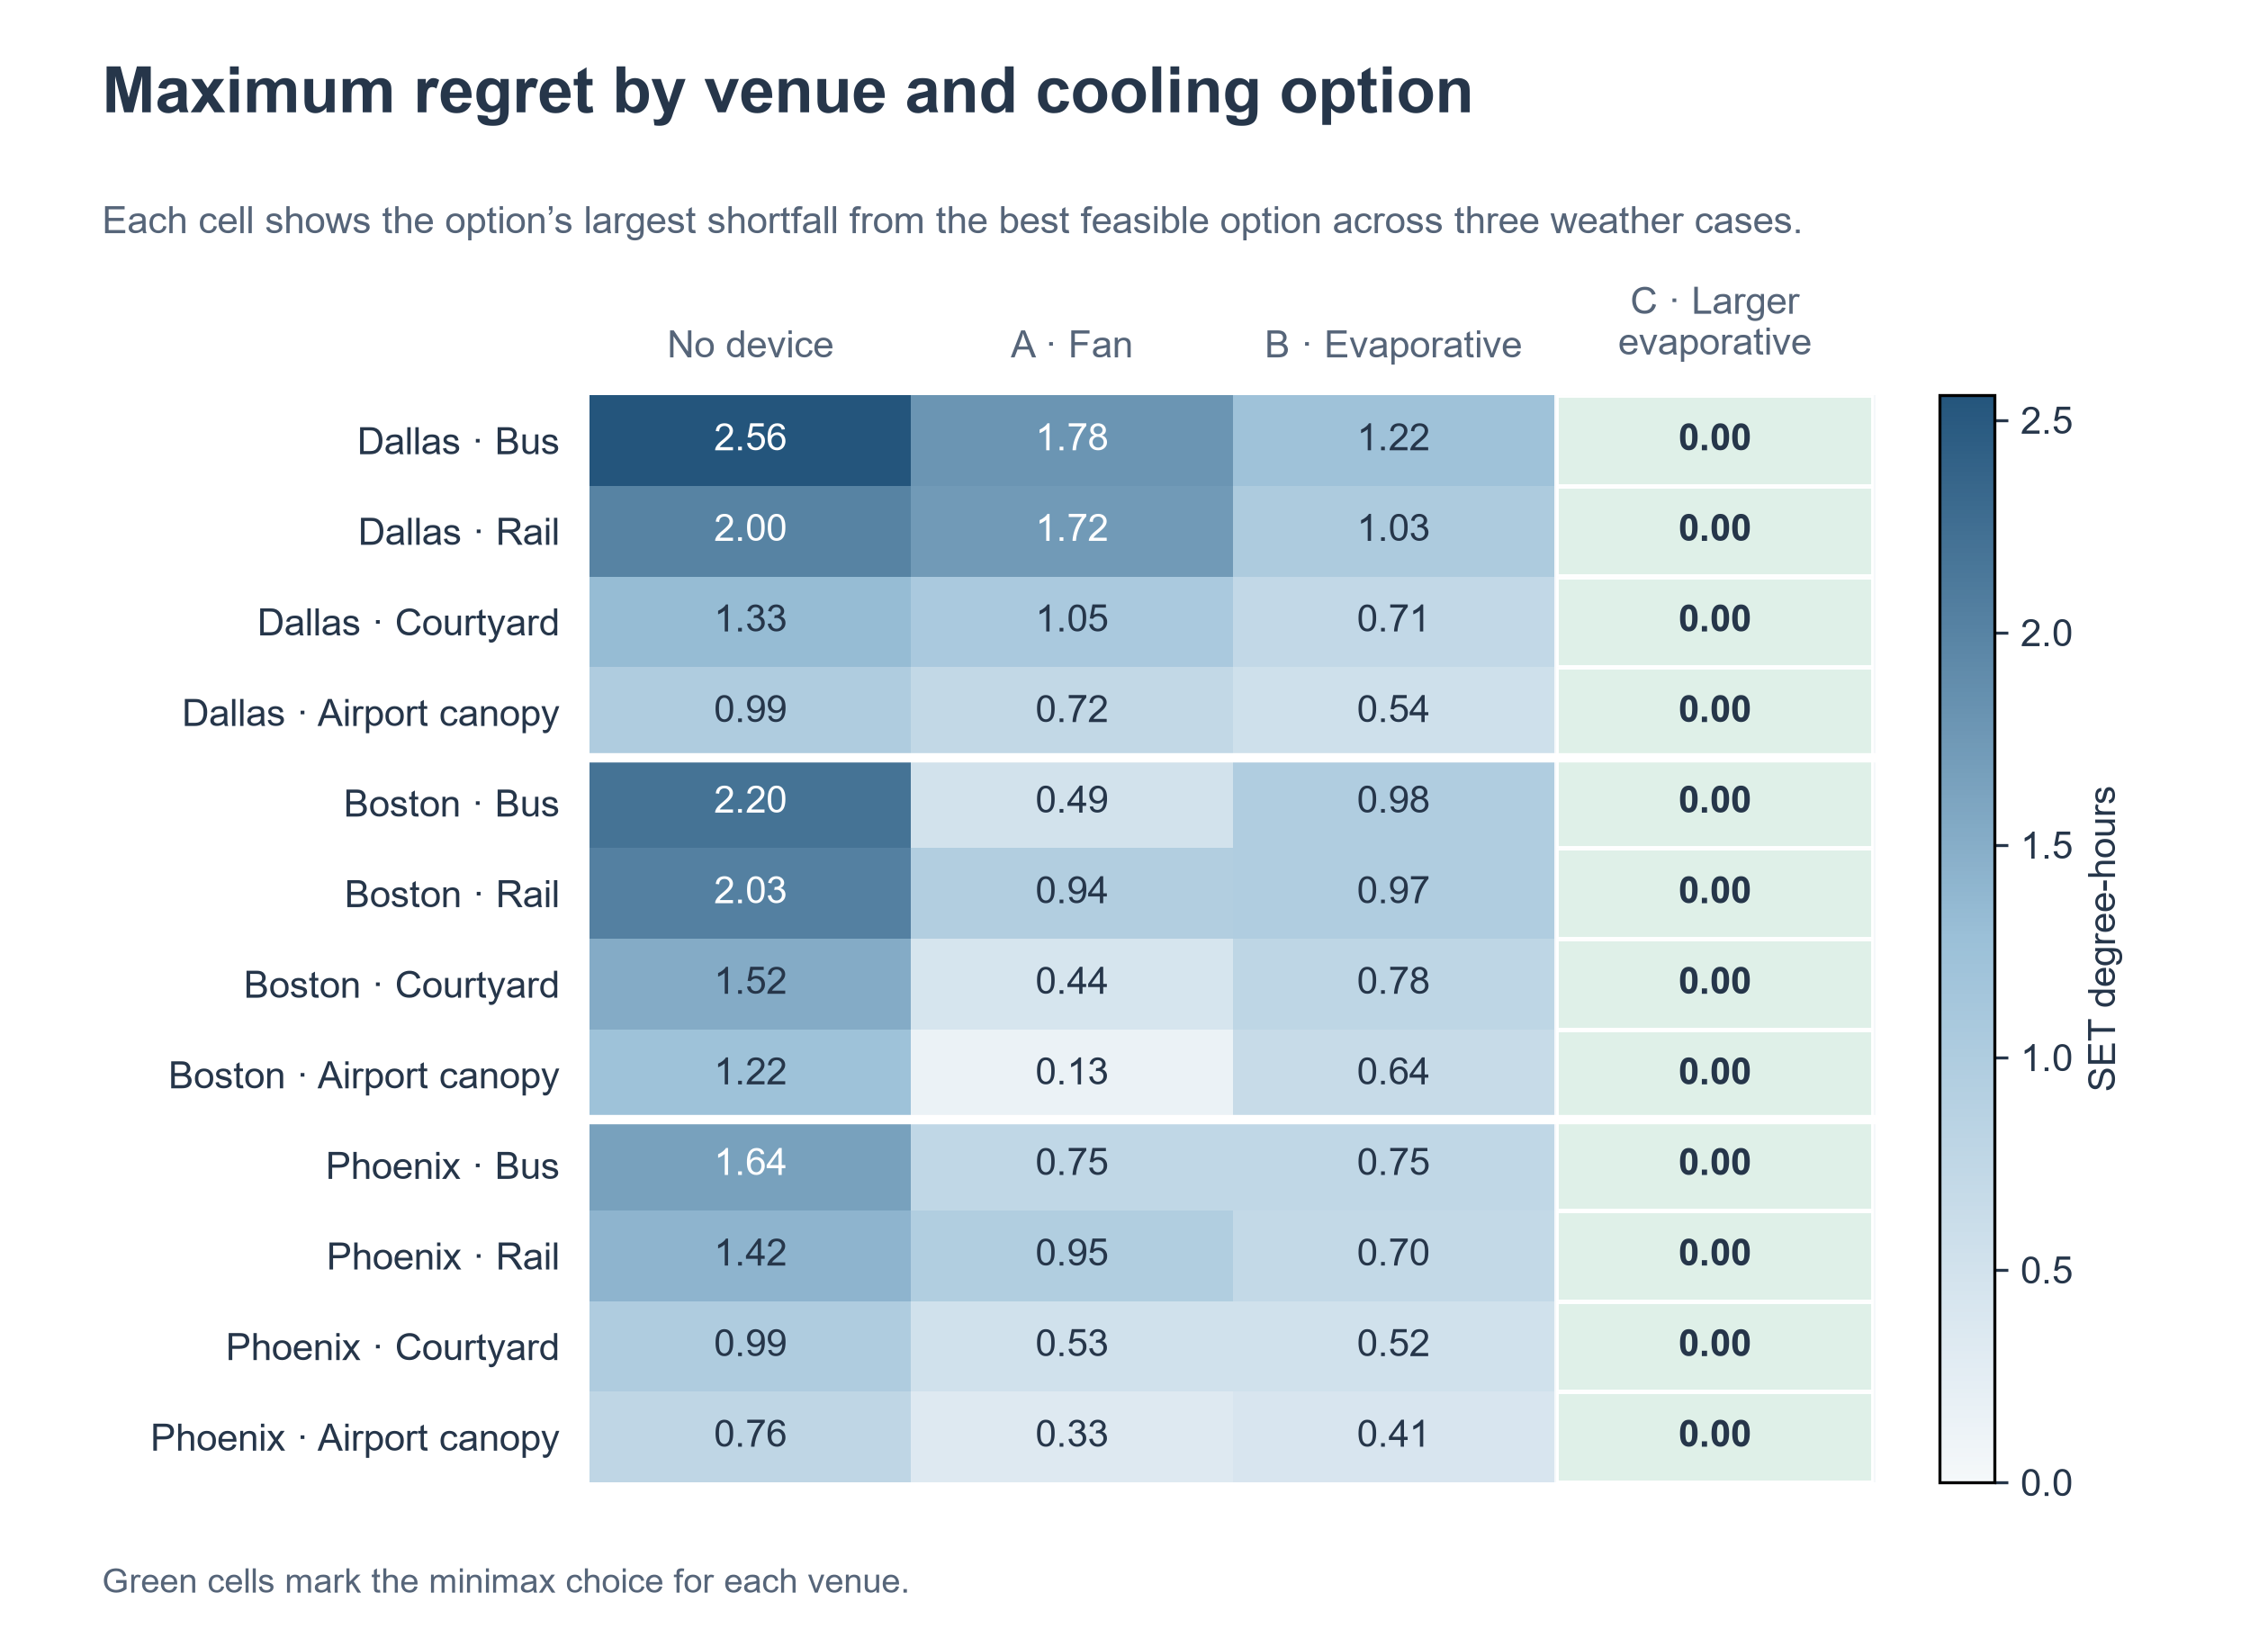 Maximum regret by venue and cooling option
Each cell shows the option’s largest shortfall from the best feasible option across three weather cases.
No device A · Fan B · Evaporative C · Larger evaporative
Dallas · Bus 2.56 1.78 1.22 0.00
Dallas · Rail 2.00 1.72 1.03 0.00
Dallas · Courtyard 1.33 1.05 0.71 0.00
Dallas · Airport canopy 0.99 0.72 0.54 0.00
Boston · Bus 2.20 0.49 0.98 0.00
Boston · Rail 2.03 0.94 0.97 0.00
Boston · Courtyard 1.52 0.44 0.78 0.00
Boston · Airport canopy 1.22 0.13 0.64 0.00
Phoenix · Bus 1.64 0.75 0.75 0.00
Phoenix · Rail 1.42 0.95 0.70 0.00
Phoenix · Courtyard 0.99 0.53 0.52 0.00
Phoenix · Airport canopy 0.76 0.33 0.41 0.00
2.5
2.0
1.5
1.0
0.5
0.0
SET degree-hours
Green cells mark the minimax choice for each venue.